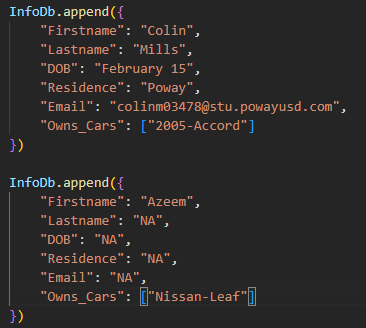 InfoDb.append({
    "Firstname": "Colin",
    "Lastname": "Mills",
    "DOB": "February 15",
    "Residence": "Poway",
    "Email": "colinm03478@stu.powayusd.com",
    "Owns_Cars": ["2005-Accord"]
})

InfoDb.append({
    "Firstname": "Azeem",
    "Lastname": "NA",
    "DOB": "NA",
    "Residence": "NA",
    "Email": "NA",
    "Owns_Cars": ["Nissan-Leaf"]
})